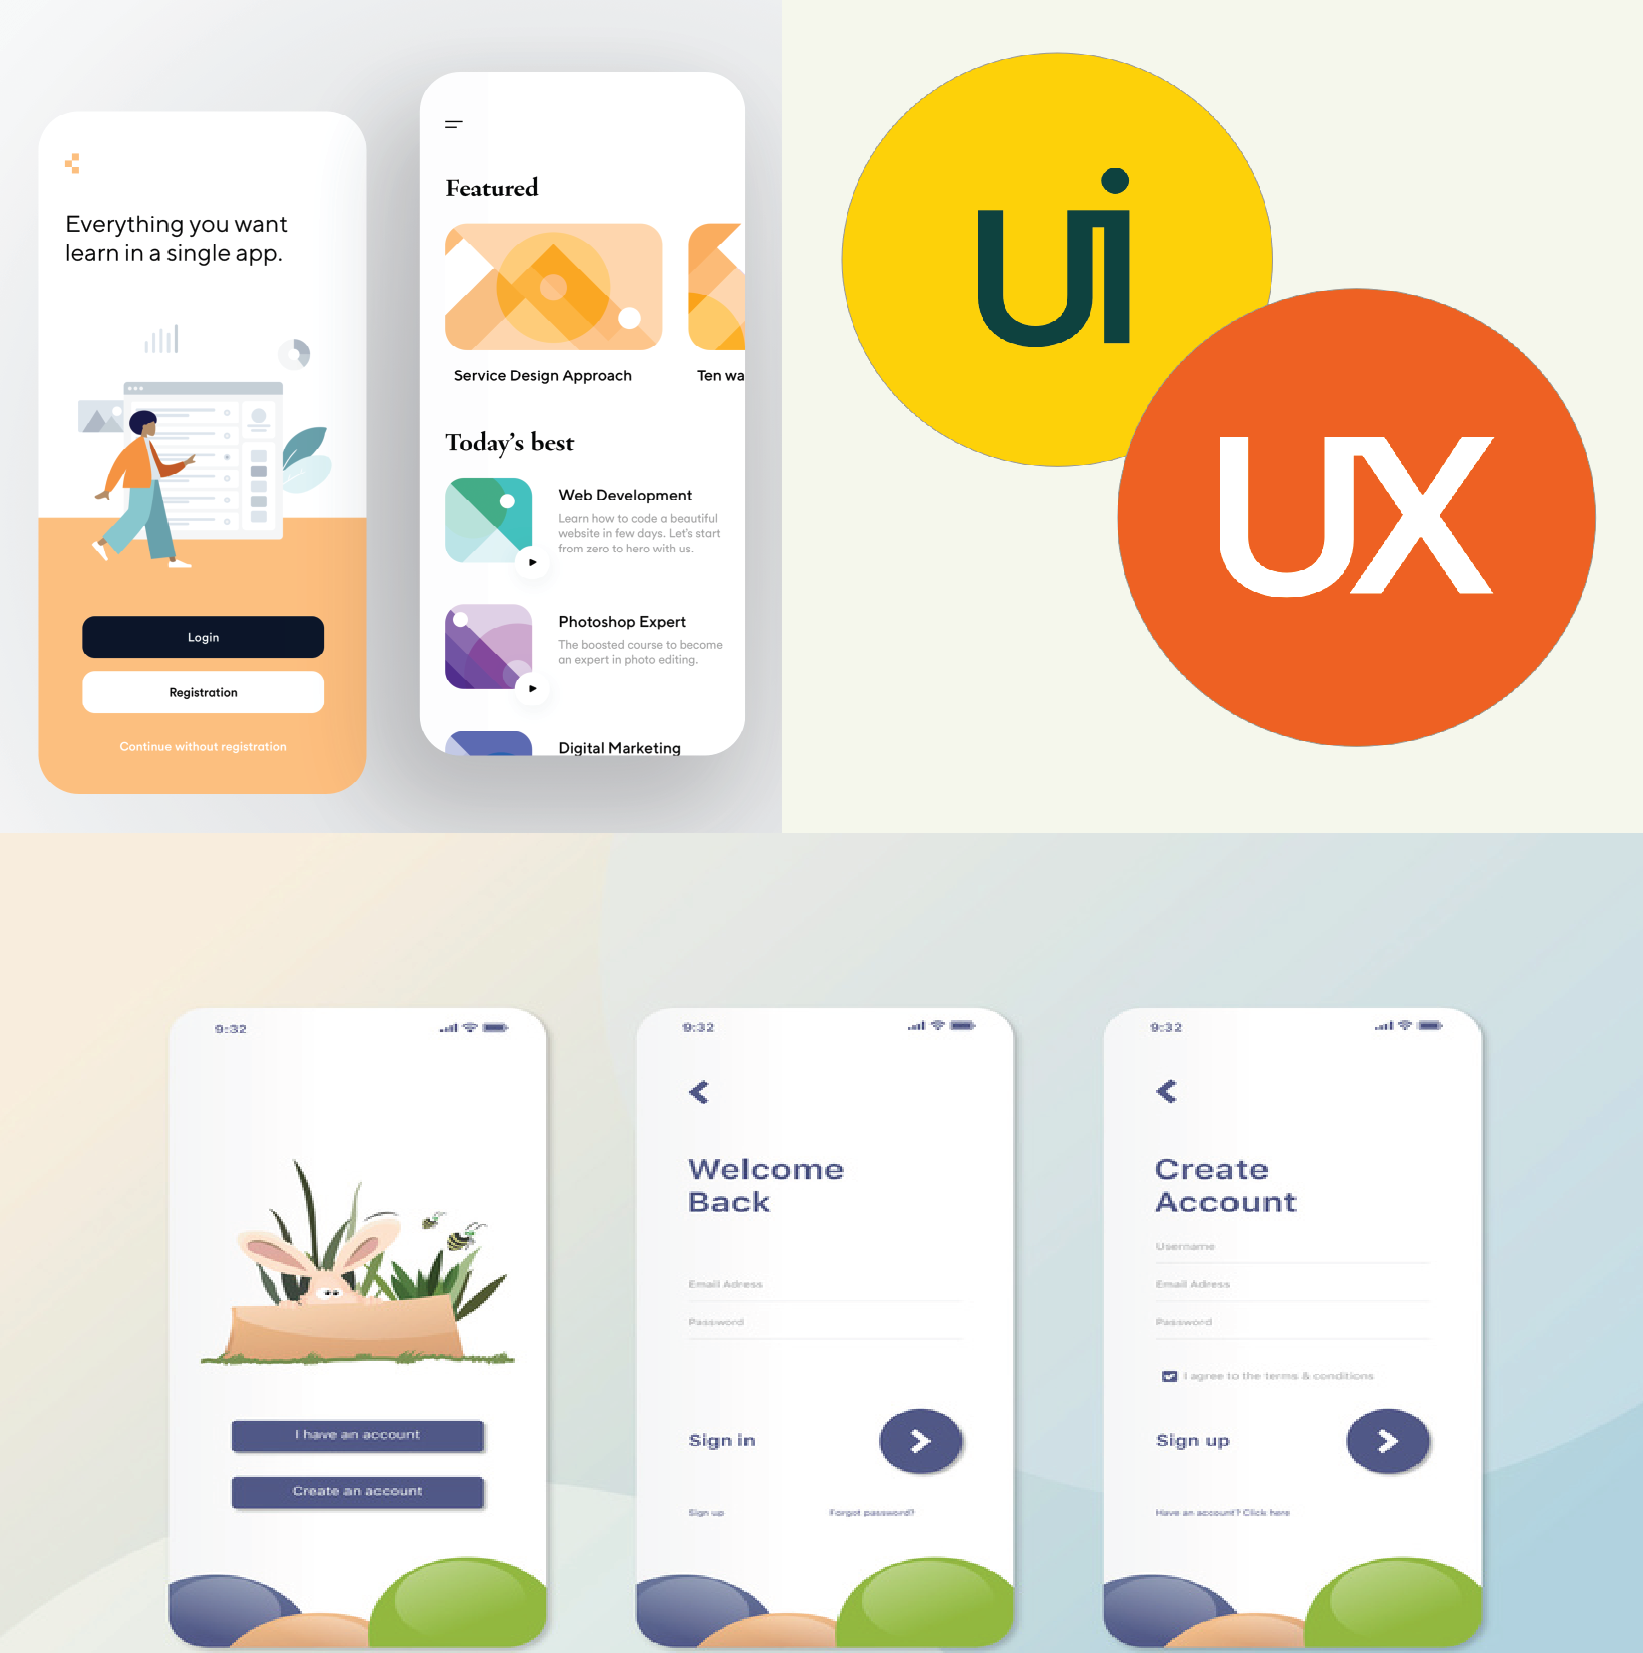 Everything you want
learn in a single app.
Login
Registration
Continue without registration
Featured
Service Design Approach
Ten wa
Today's best
Web Development
Learn how to code a beautiful
website in few days. Let's start
from zero to hero with us.
Photoshop Expert
The boosted course to become
an expert in photo editing.
Digital Marketing
ui
UX
9:32
I have an account
Create an account
9:32
Welcome
Back
Email Adress
Password
Sign in
Sign up
Forgot password?
9:32
Create
Account
Username
Email Adress
Password
I agree to the terms & conditions
Sign up
Have an account? Click here